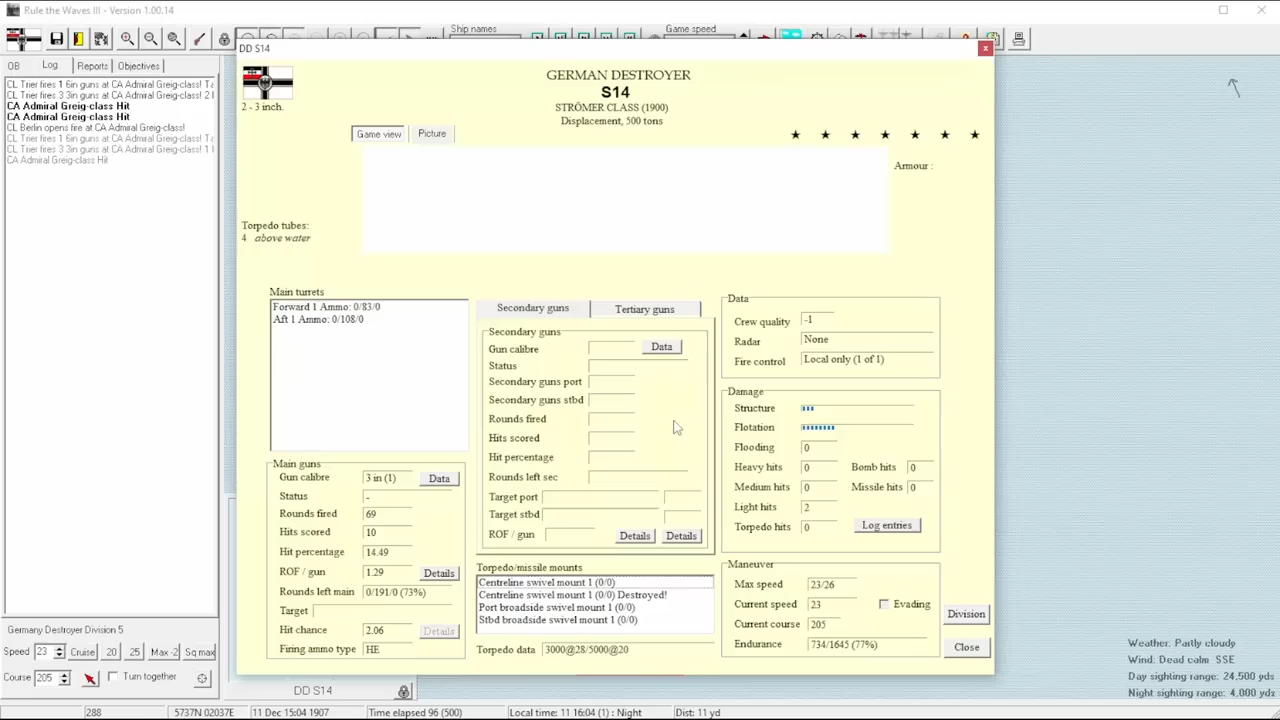 Rule the Waves III - Version 1.00.14
Ship names
Game speed
DD S14
OB Log Reports Objectives
CL Trier fires 1 6in guns at CA Admiral Greig-class! Ta
CL Trier fires 3 3in guns at CA Admiral Greig-class! 2 l
CA Admiral Greig-class Hit
CA Admiral Greig-class Hit
CL Berlin opens fire at CA Admiral Greig-class!
CL Trier fires 1 6in guns at CA Admiral Greig-class! Ta
CL Trier fires 3 3in guns at CA Admiral Greig-class! 1 l
CA Admiral Greig-class Hit
2 - 3 inch.
GERMAN DESTROYER
S14
STRÖMER CLASS (1900)
Displacement, 500 tons
Game view Picture
Armour :
Torpedo tubes:
4 above water
Main turrets
Forward 1 Ammo: 0/83/0
Aft 1 Ammo: 0/108/0
Main guns
Gun calibre 3 in (1) Data
Status -
Rounds fired 69
Hits scored 10
Hit percentage 14.49
ROF / gun 1.29 Details
Rounds left main 0/191/0 (73%)
Target
Hit chance 2.06 Details
Firing ammo type HE
Secondary guns Tertiary guns
Secondary guns
Gun calibre Data
Status
Secondary guns port
Secondary guns stbd
Rounds fired
Hits scored
Hit percentage
Rounds left sec
Target port
Target stbd
ROF / gun Details Details
Torpedo/missile mounts
Centreline swivel mount 1 (0/0)
Centreline swivel mount 1 (0/0) Destroyed!
Port broadside swivel mount 1 (0/0)
Stbd broadside swivel mount 1 (0/0)
Torpedo data 3000@28/5000@20
Data
Crew quality -1
Radar None
Fire control Local only (1 of 1)
Damage
Structure
Flotation
Flooding 0
Heavy hits 0 Bomb hits 0
Medium hits 0 Missile hits 0
Light hits 2
Torpedo hits 0 Log entries
Maneuver
Max speed 23/26
Current speed 23 Evading
Current course 205
Endurance 734/1645 (77%)
Division
Close
Germany Destroyer Division 5
Speed 23 Cruise 20 25 Max -2 Sq max
Course 205 Turn together
DD S14
Weather: Partly cloudy
Wind: Dead calm SSE
Day sighting range: 24,500 yds
Night sighting range: 4,000 yds
288 5737N 02037E 11 Dec 15:04 1907 Time elapsed 96 (500) Local time: 11 16:04 (1) : Night Dist: 11 yd